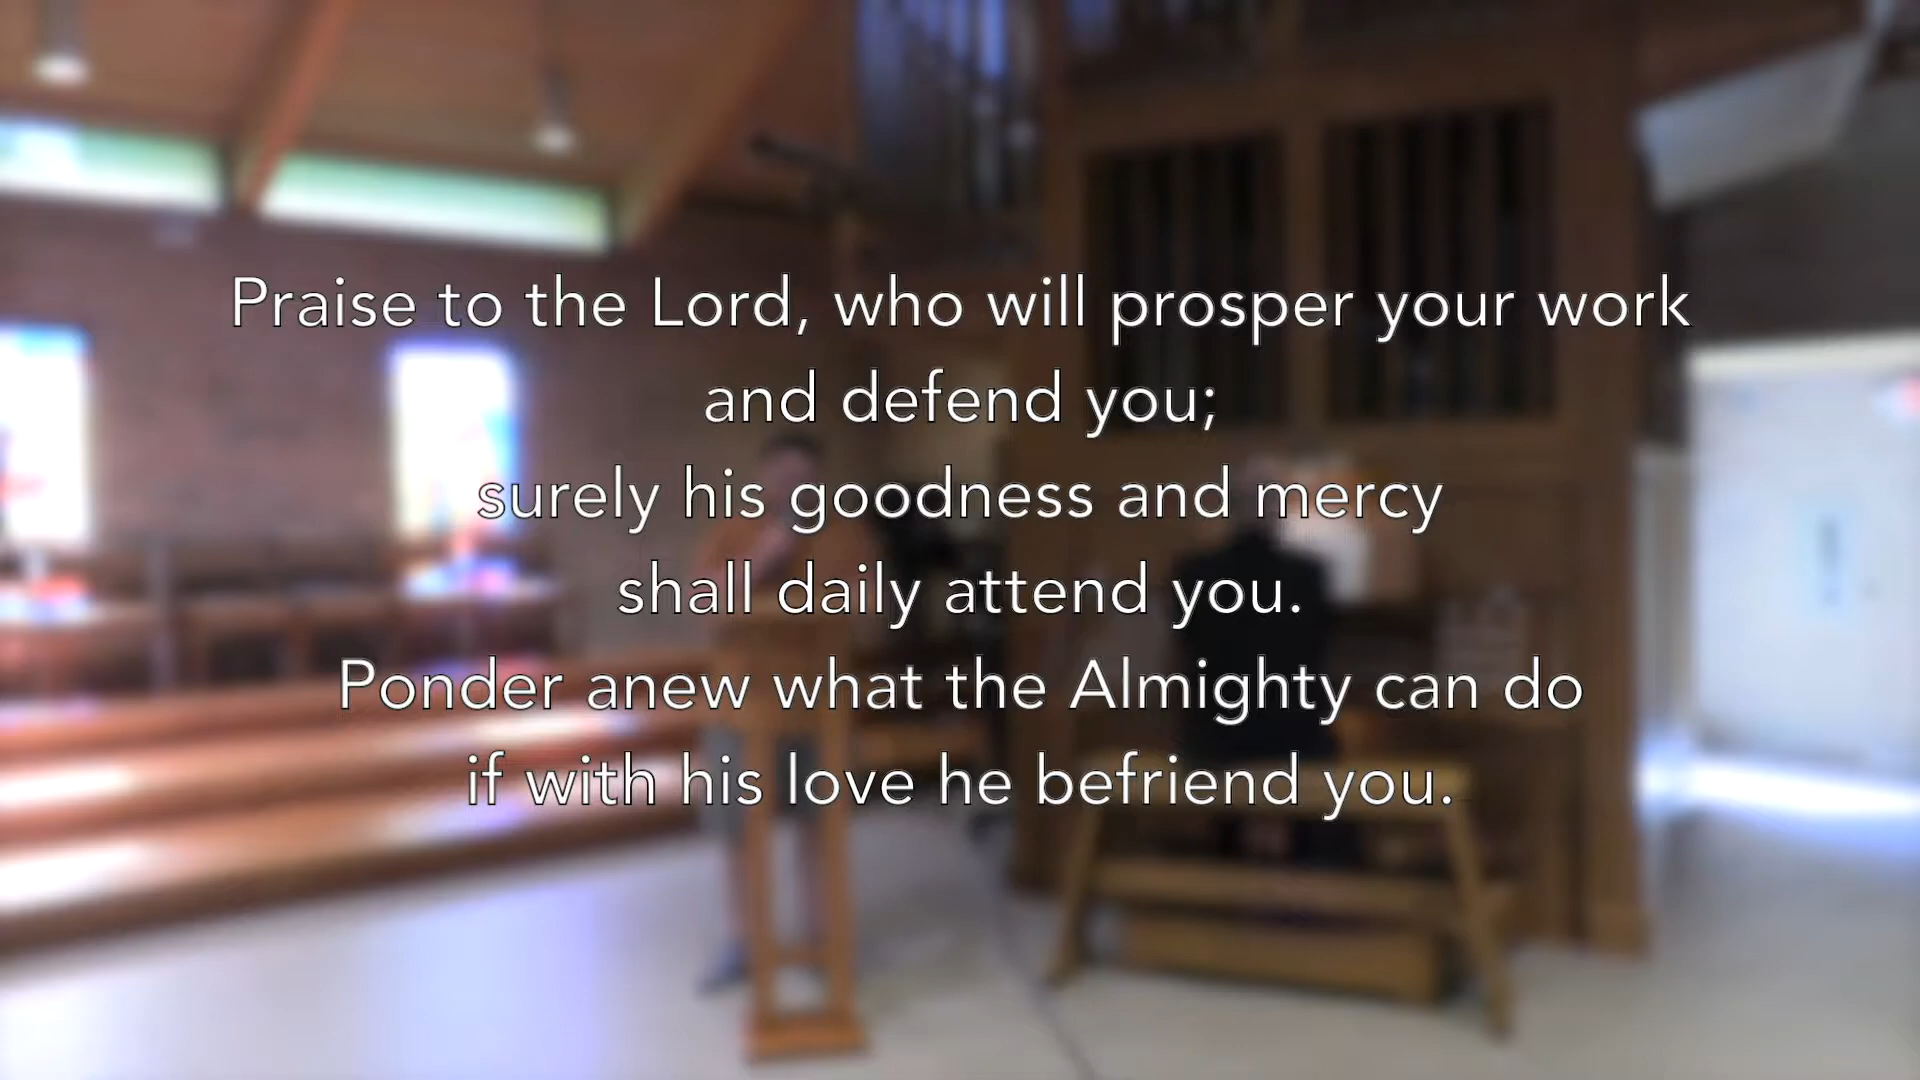 Praise to the Lord, who will prosper your work
and defend you;
surely his goodness and mercy
shall daily attend you.
Ponder anew what the Almighty can do
if with his love he befriend you.